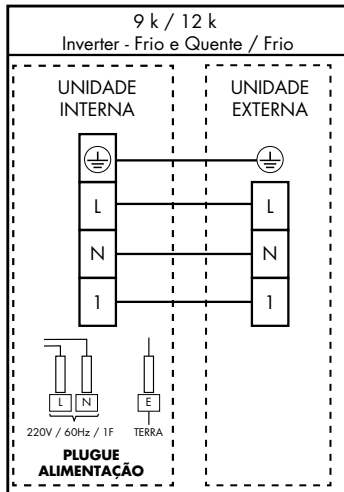 9 k / 12 k
Inverter - Frio e Quente / Frio
UNIDADE INTERNA
UNIDADE EXTERNA
L
L
N
N
1
1
L N
E
220V / 60Hz / 1F
TERRA
PLUGUE
ALIMENTAÇÃO